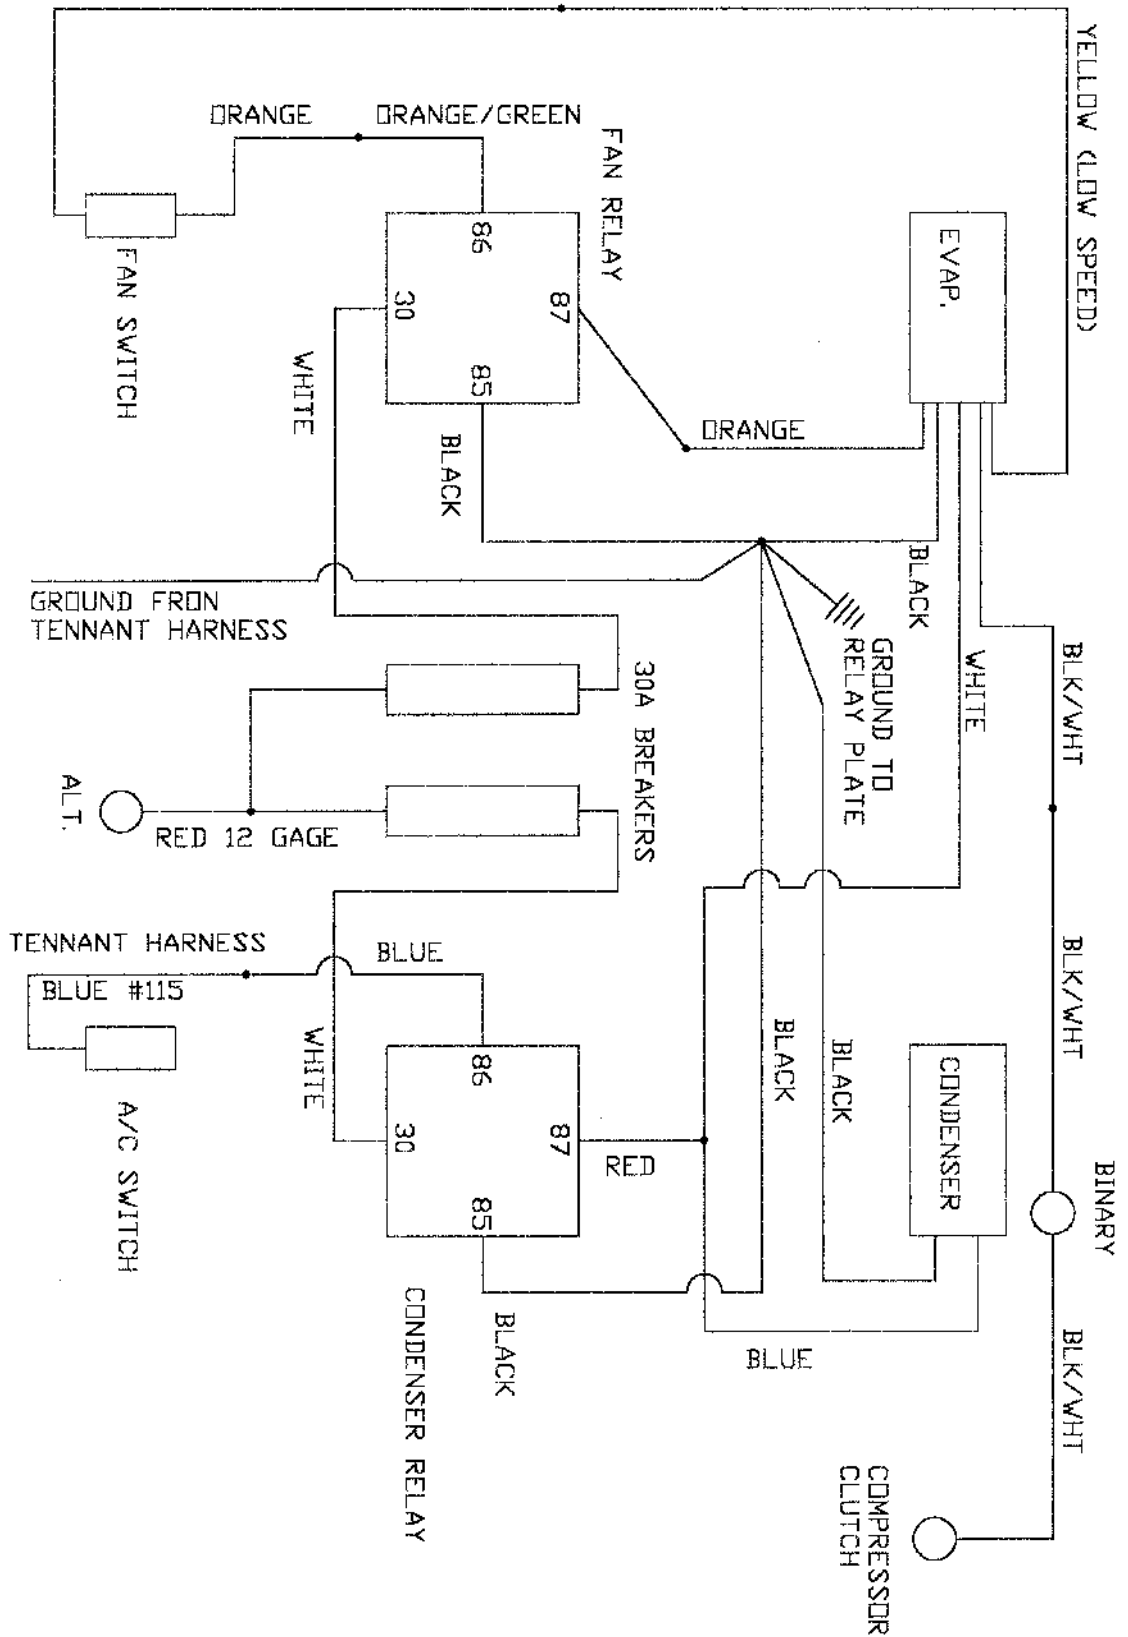 YELLOW (LOW SPEED)
ORANGE
ORANGE/GREEN
FAN RELAY
FAN SWITCH
86
30
87
85
EVAP.
WHITE
BLACK
ORANGE
BLACK
GROUND FRON
TENNANT HARNESS
GROUND TO
RELAY PLATE
WHITE
BLK/WHT
30A BREAKERS
ALT.
RED 12 GAGE
TENNANT HARNESS
BLUE
BLUE #115
BLK/WHT
WHITE
A/C SWITCH
86
30
87
85
RED
BLACK
BLACK
CONDENSER
BINARY
CONDENSER RELAY
BLACK
BLUE
BLK/WHT
COMPRESSOR
CLUTCH